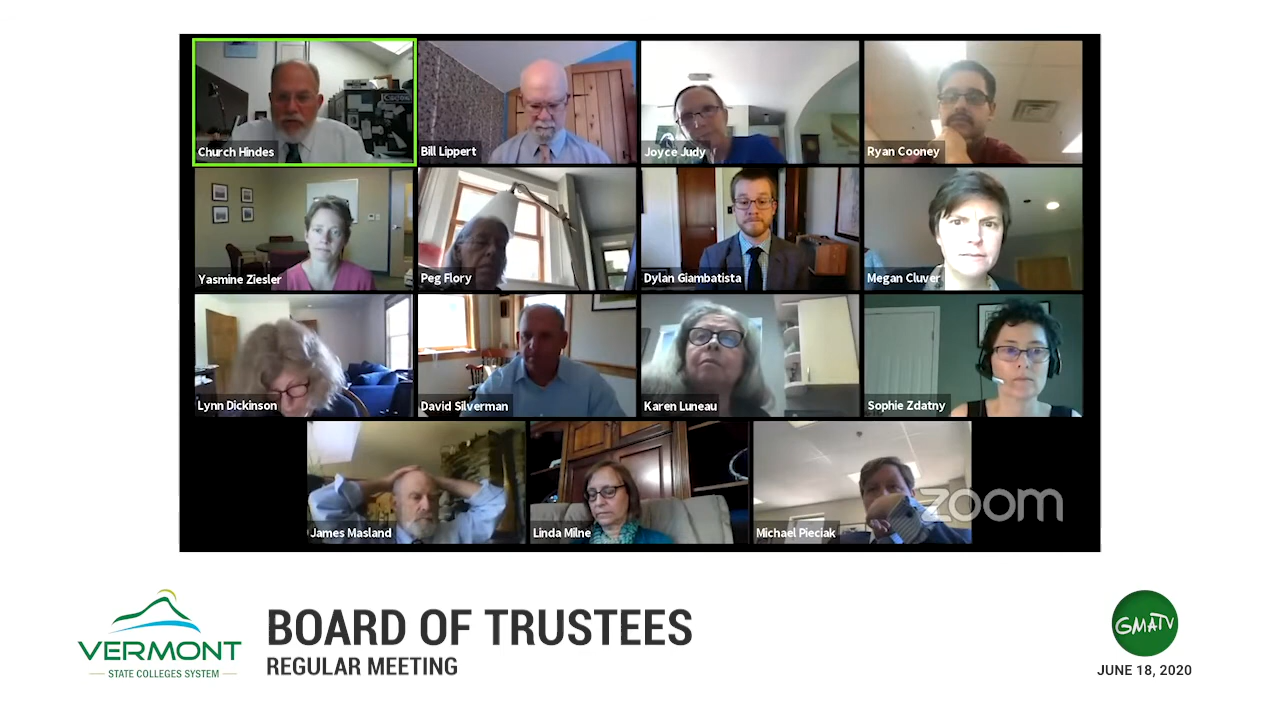 Church Hindes
Bill Lippert
Joyce Judy
Ryan Cooney
Yasmine Ziesler
Peg Flory
Dylan Giambatista
Megan Cluver
Lynn Dickinson
David Silverman
Karen Luneau
Sophie Zdatny
James Masland
Linda Milne
Michael Pieciak
zoom
VERMONT
STATE COLLEGES SYSTEM
BOARD OF TRUSTEES
REGULAR MEETING
GMATV
JUNE 18, 2020